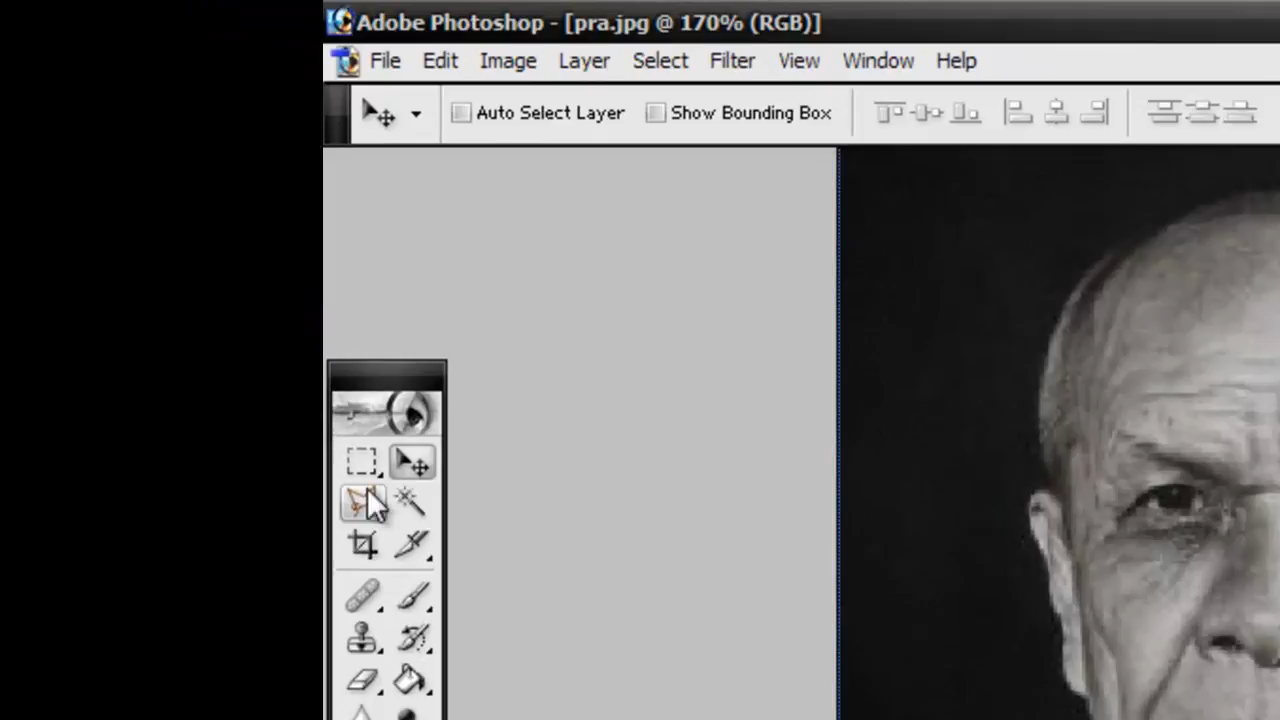 Adobe Photoshop - [pra.jpg @ 170% (RGB)]
File Edit Image Layer Select Filter View Window Help
Auto Select Layer Show Bounding Box